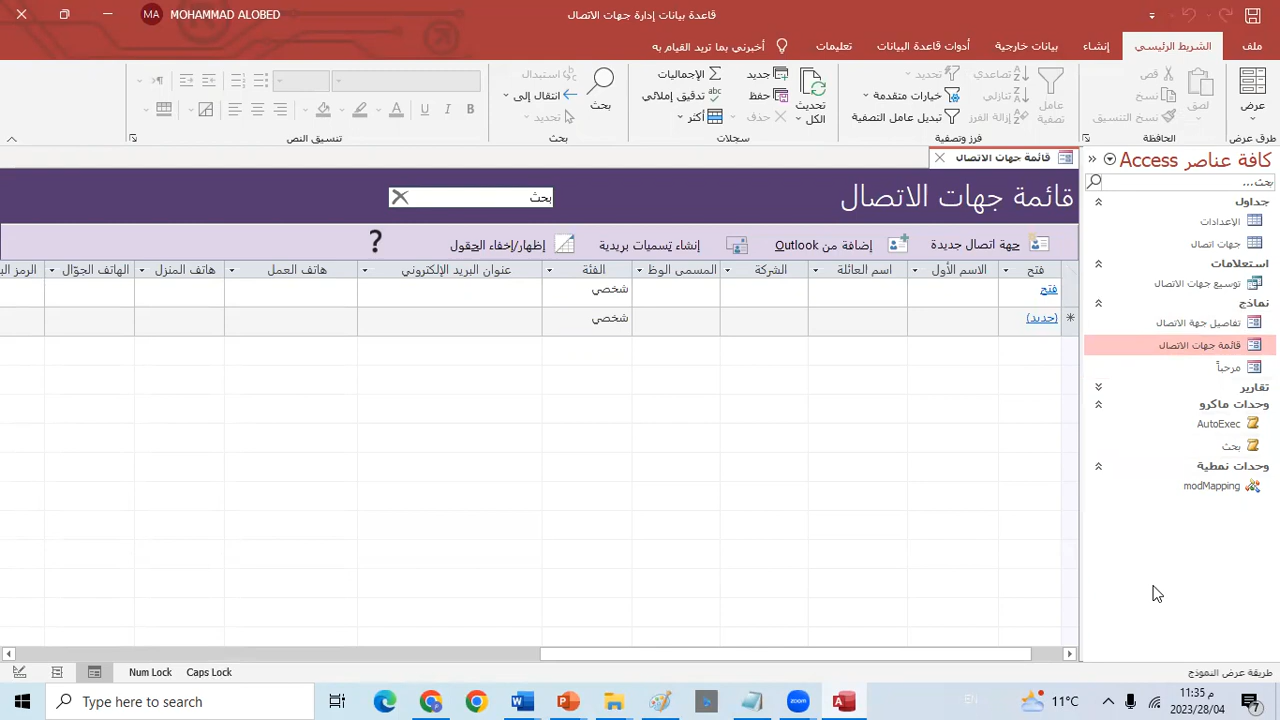 قاعدة بيانات إدارة جهات الاتصال
MOHAMMAD ALOBED
MA
ملف
الشريط الرئيسي
إنشاء
بيانات خارجية
أدوات قاعدة البيانات
تعليمات
أخبرني بما تريد القيام به
عرض
طرق عرض
لصق
قص
نسخ
نسخ التنسيق
الحافظة
عامل تصفية
تصاعدي
تنازلي
إزالة الفرز
تحديد
خيارات متقدمة
تبديل عامل التصفية
فرز وتصفية
تحديث الكل
جديد
حفظ
حذف
الإجماليات
تدقيق إملائي
أكثر
سجلات
بحث
استبدال
انتقال إلى
تحديد
بحث
B
I
U
A
تنسيق النص
كافة عناصر Access
بحث...
جداول
الإعدادات
جهات اتصال
استعلامات
توسيع جهات الاتصال
نماذج
تفاصيل جهة الاتصال
قائمة جهات الاتصال
مرحباً
تقارير
وحدات ماكرو
AutoExec
بحث
وحدات نمطية
modMapping
قائمة جهات الاتصال
قائمة جهات الاتصال
بحث
جهة اتصال جديدة
إضافة من Outlook
إنشاء تسميات بريدية
إظهار/إخفاء الحقول
?
فتح
الاسم الأول
اسم العائلة
الشركة
المسمى الوظ
الفئة
عنوان البريد الإلكتروني
هاتف العمل
هاتف المنزل
الهاتف الجوّال
الرمز الب
فتح
شخصي
(جديد)
شخصي
طريقة عرض النموذج
Num Lock
Caps Lock
Type here to search
zoom
11°C
11:35 م
2023/28/04
7